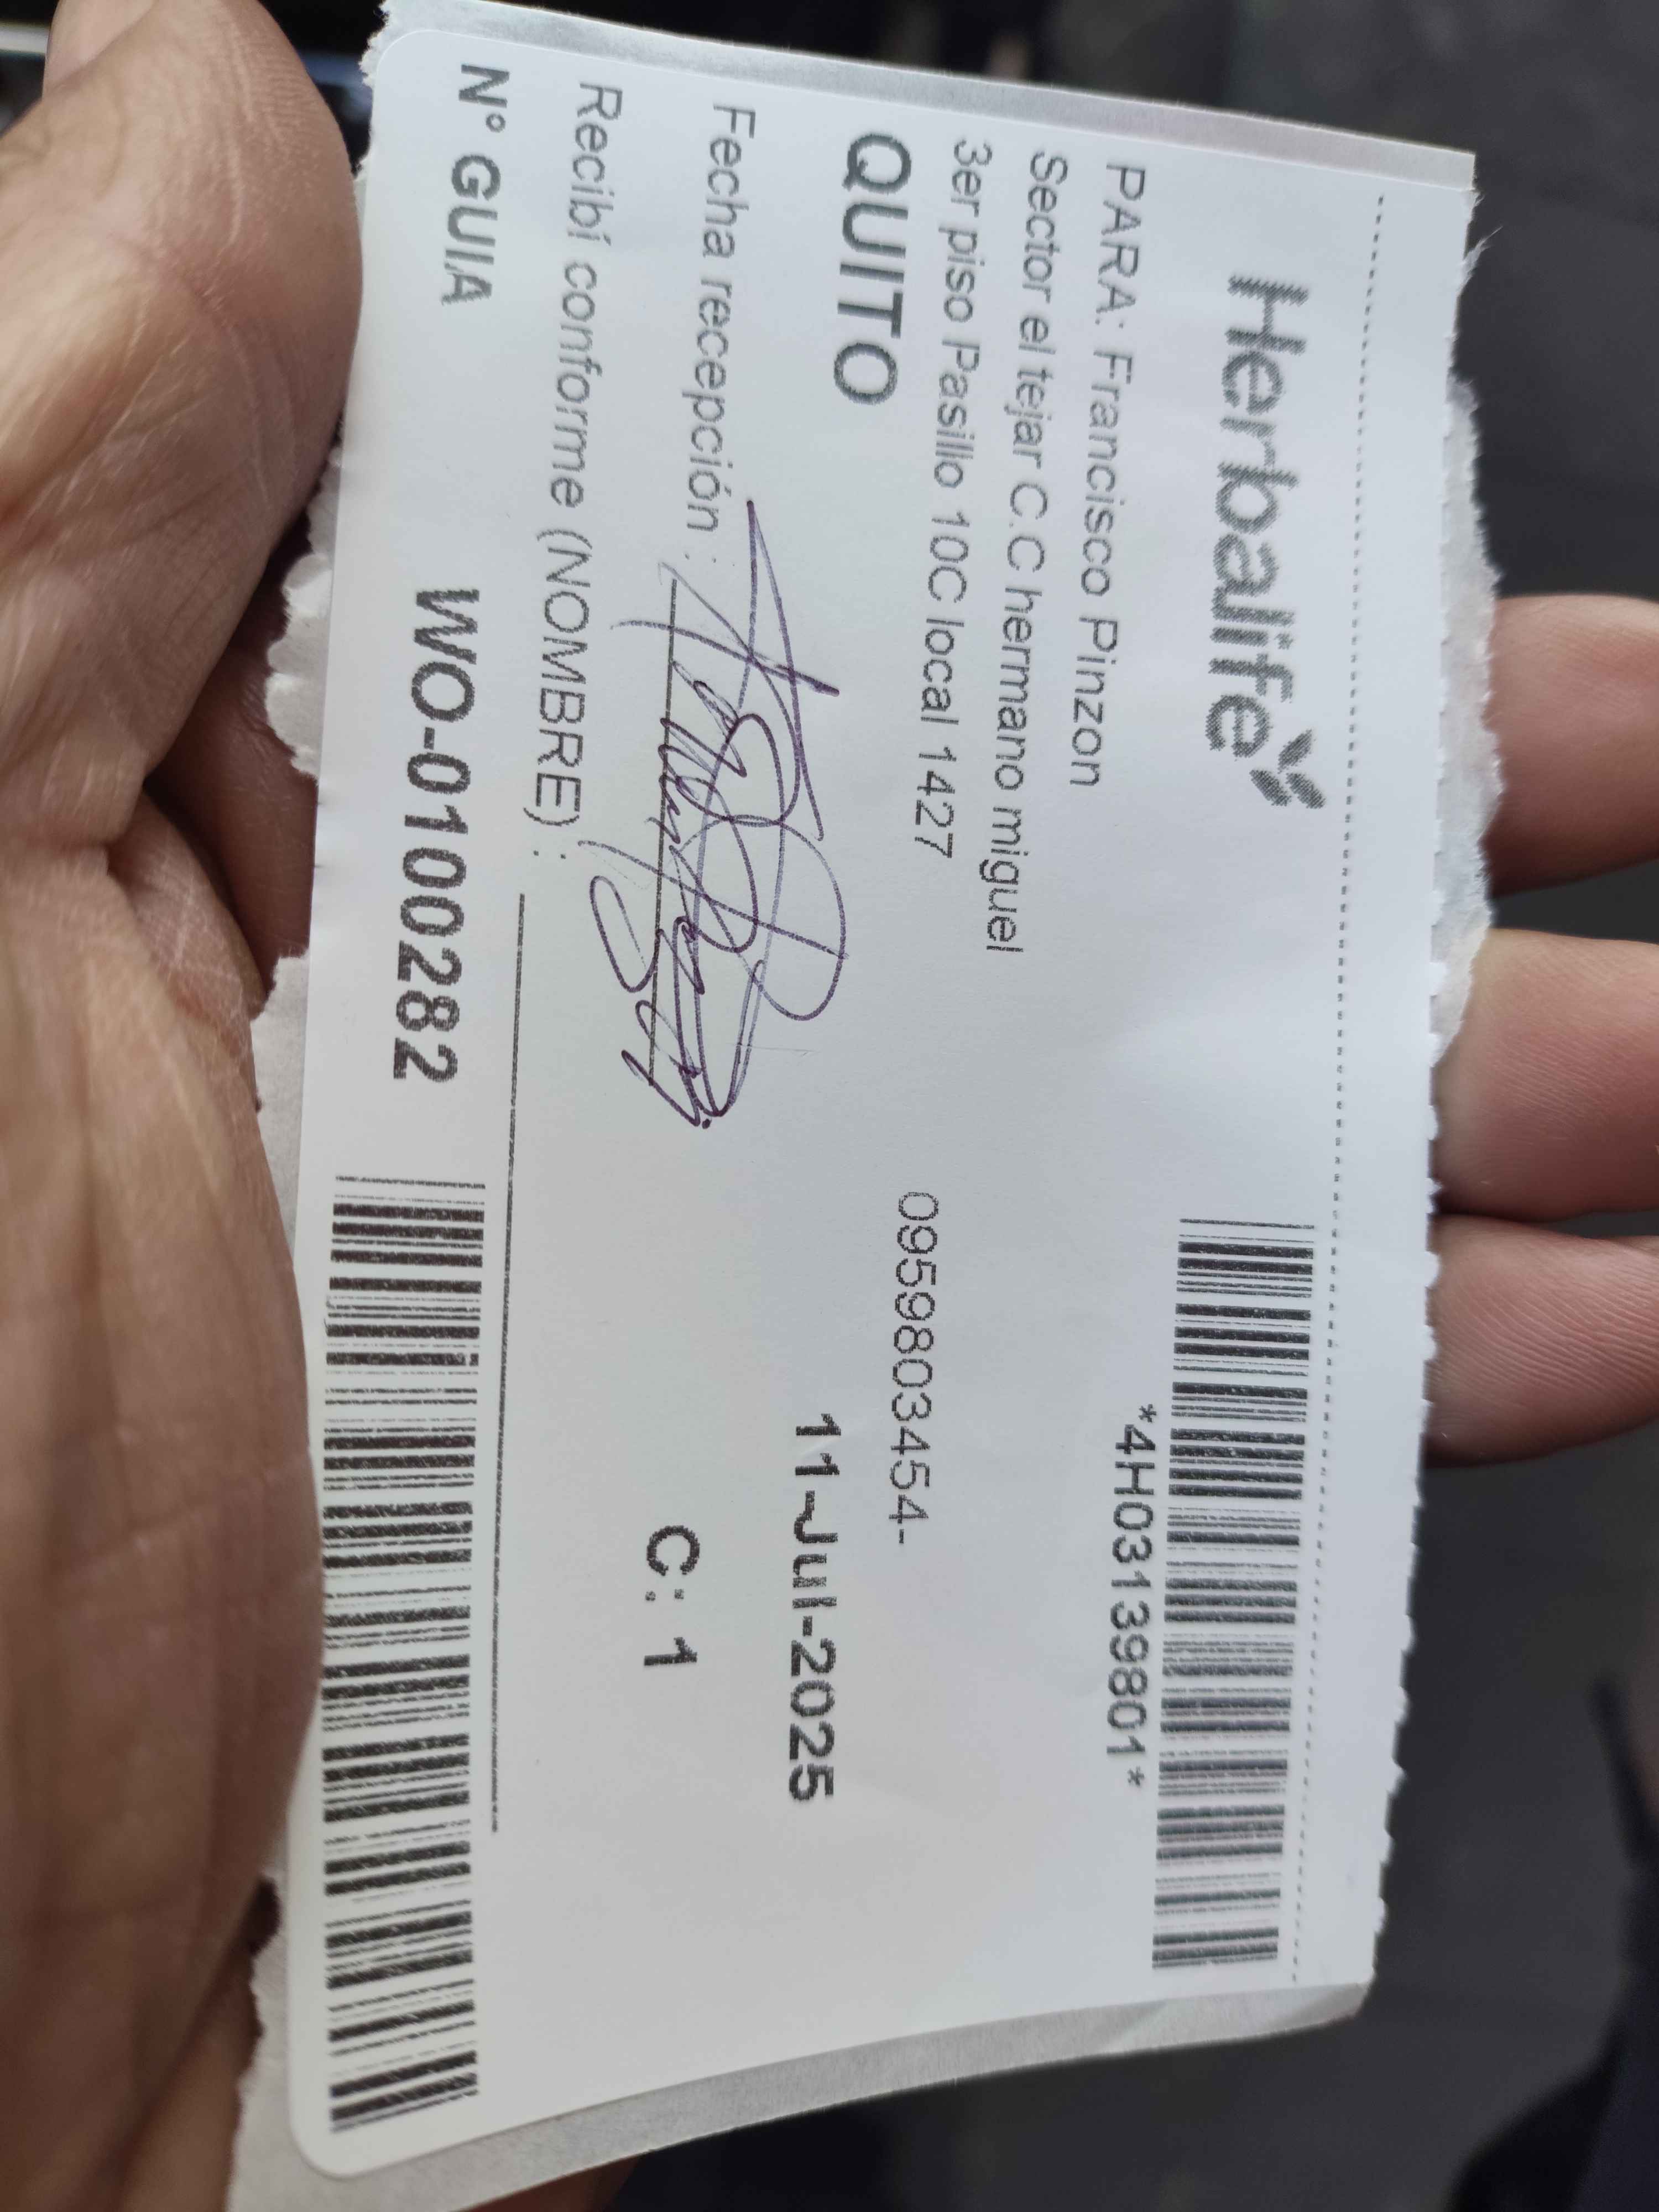 Herbalife
*4H03139801*
PARA: Francisco Pinzon
Sector el tejar C.C hermano miguel
3er piso Pasillo 10C local 1427
0959803454-
QUITO
11-Jul-2025
Fecha recepción :
C: 1
Recibí conforme (NOMBRE) :
N° GUIA WO-0100282